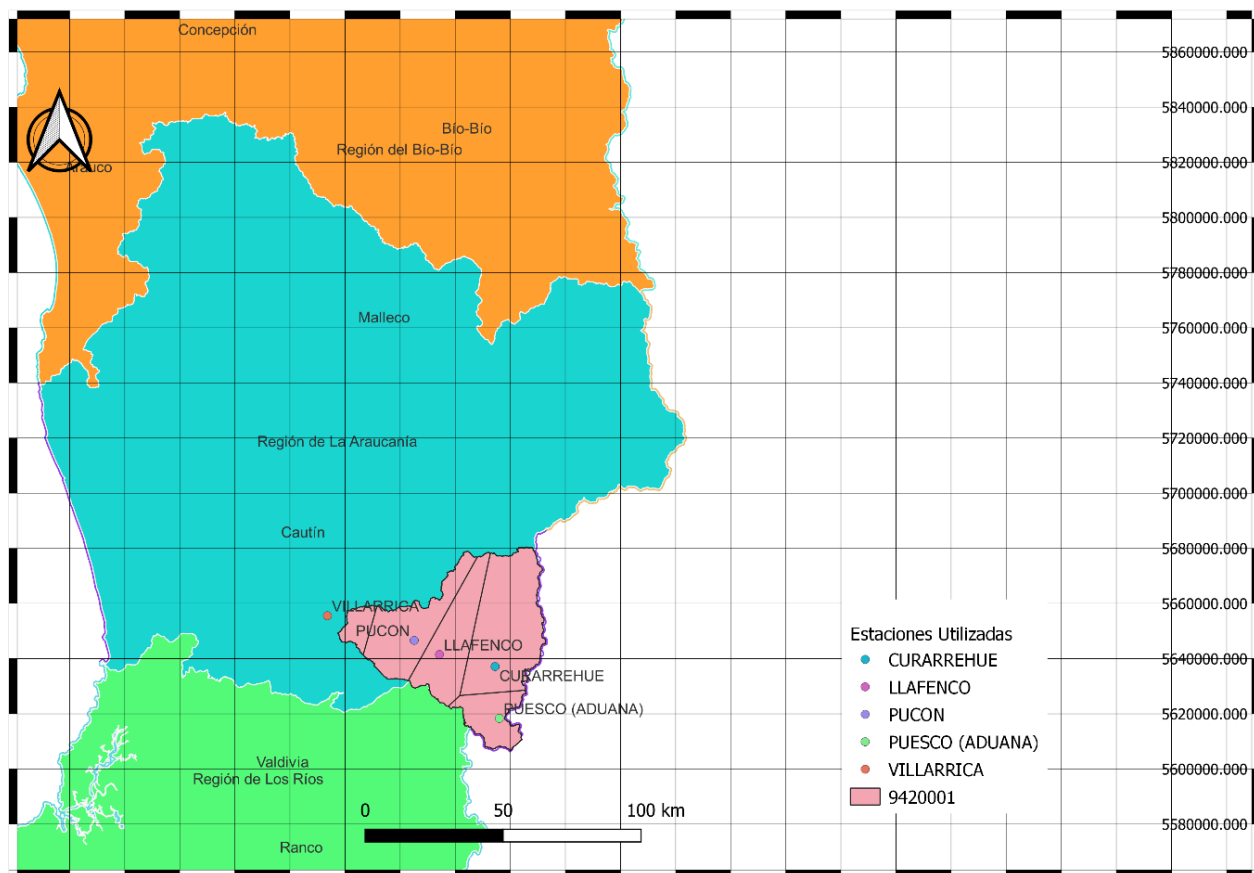 Concepción
5860000.000
5840000.000
Bío-Bío
Región del Bío-Bío
5820000.000
Arauco
5800000.000
5780000.000
Malleco
5760000.000
5740000.000
Región de La Araucanía
5720000.000
5700000.000
Cautín
5680000.000
VILLARRICA
5660000.000
PUCON
LLAFENCO
5640000.000
CURARREHUE
PUESCO (ADUANA)
5620000.000
Valdivia
5600000.000
Región de Los Ríos
5580000.000
0 50 100 km
Ranco
Estaciones Utilizadas
CURARREHUE
LLAFENCO
PUCON
PUESCO (ADUANA)
VILLARRICA
9420001